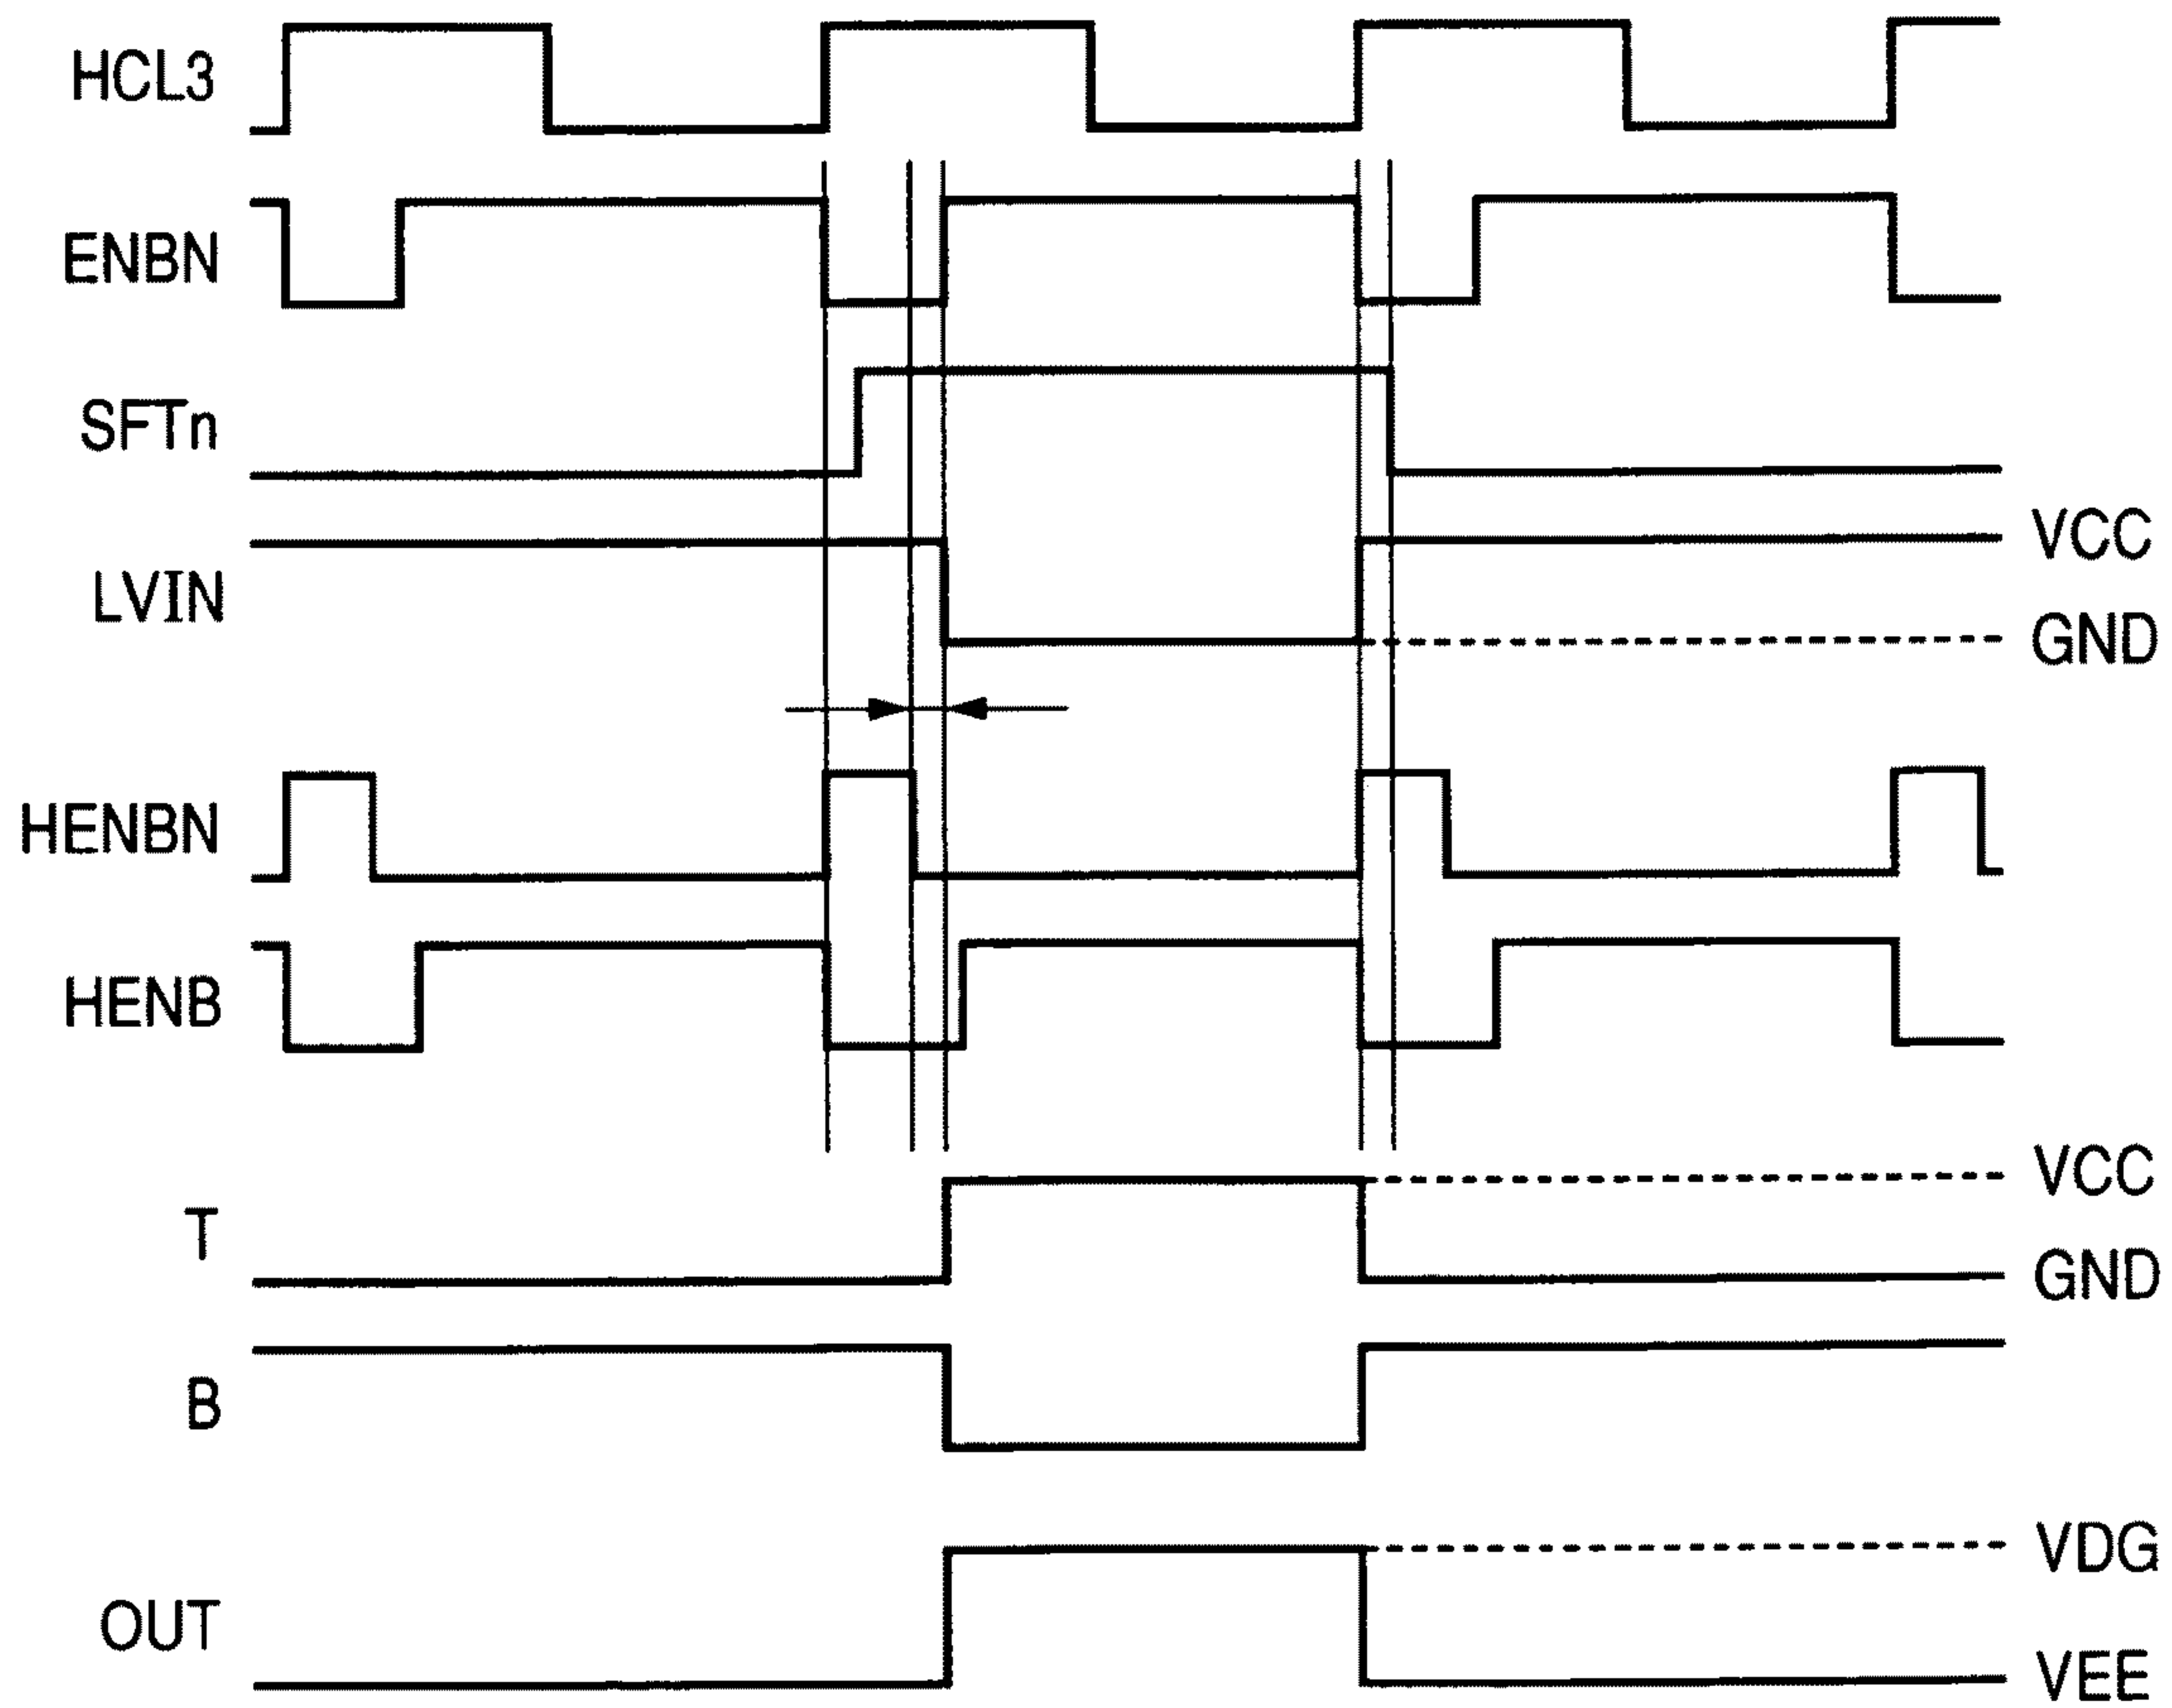 HCL3
ENBN
SFTn
VCC
LVIN
GND
HENBN
HENB
VCC
T
GND
B
VDG
OUT
VEE